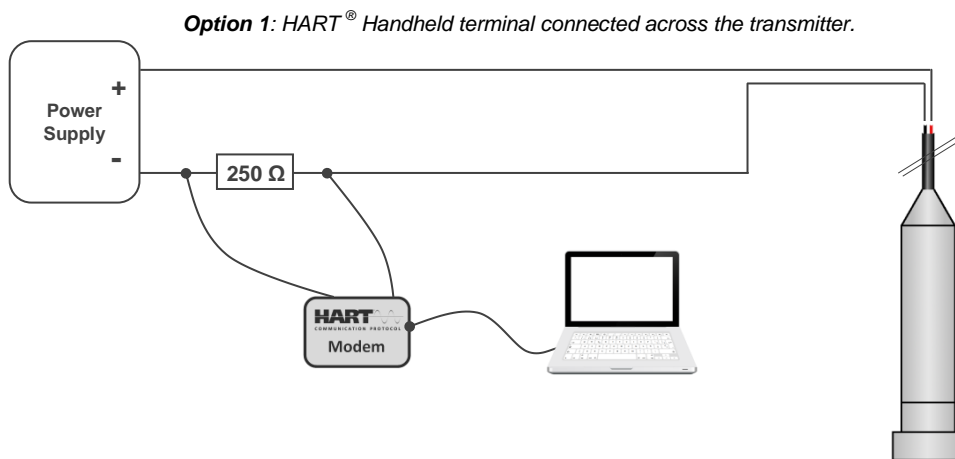 Option 1: HART ® Handheld terminal connected across the transmitter.
+
Power
Supply
-
250 Ω
HART
COMMUNICATION PROTOCOL
Modem